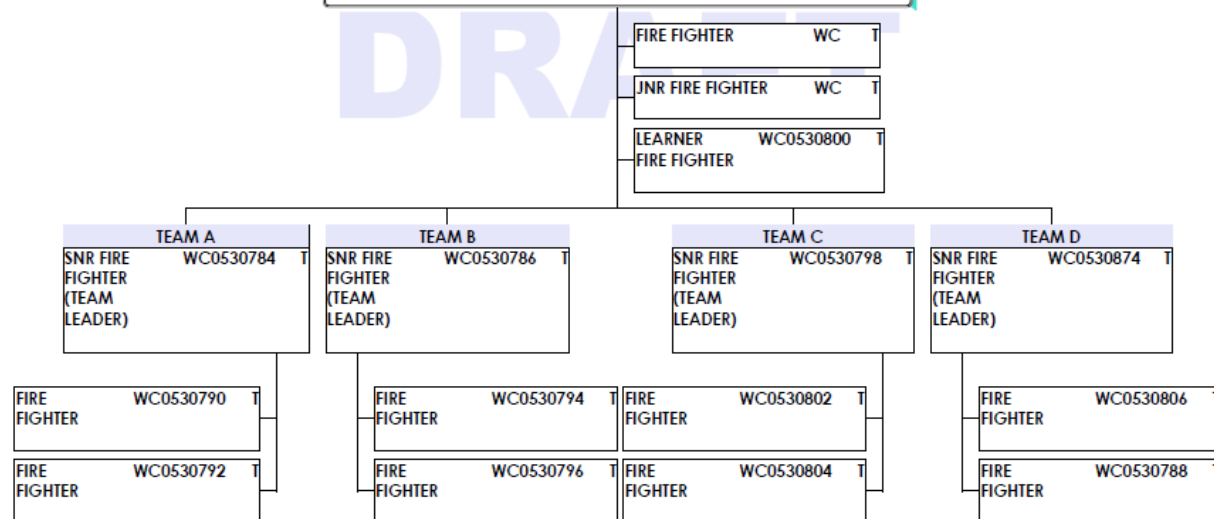 DRAFT
FIRE FIGHTER WC T
JNR FIRE FIGHTER WC T
LEARNER WC0530800 T
FIRE FIGHTER
TEAM A
SNR FIRE WC0530784 T
FIGHTER
(TEAM
LEADER)
TEAM B
SNR FIRE WC0530786 T
FIGHTER
(TEAM
LEADER)
TEAM C
SNR FIRE WC0530798 T
FIGHTER
(TEAM
LEADER)
TEAM D
SNR FIRE WC0530874 T
FIGHTER
(TEAM
LEADER)
FIRE WC0530790 T
FIGHTER
FIRE WC0530792 T
FIGHTER
FIRE WC0530794 T
FIGHTER
FIRE WC0530796 T
FIGHTER
FIRE WC0530802 T
FIGHTER
FIRE WC0530804 T
FIGHTER
FIRE WC0530806 T
FIGHTER
FIRE WC0530788 T
FIGHTER